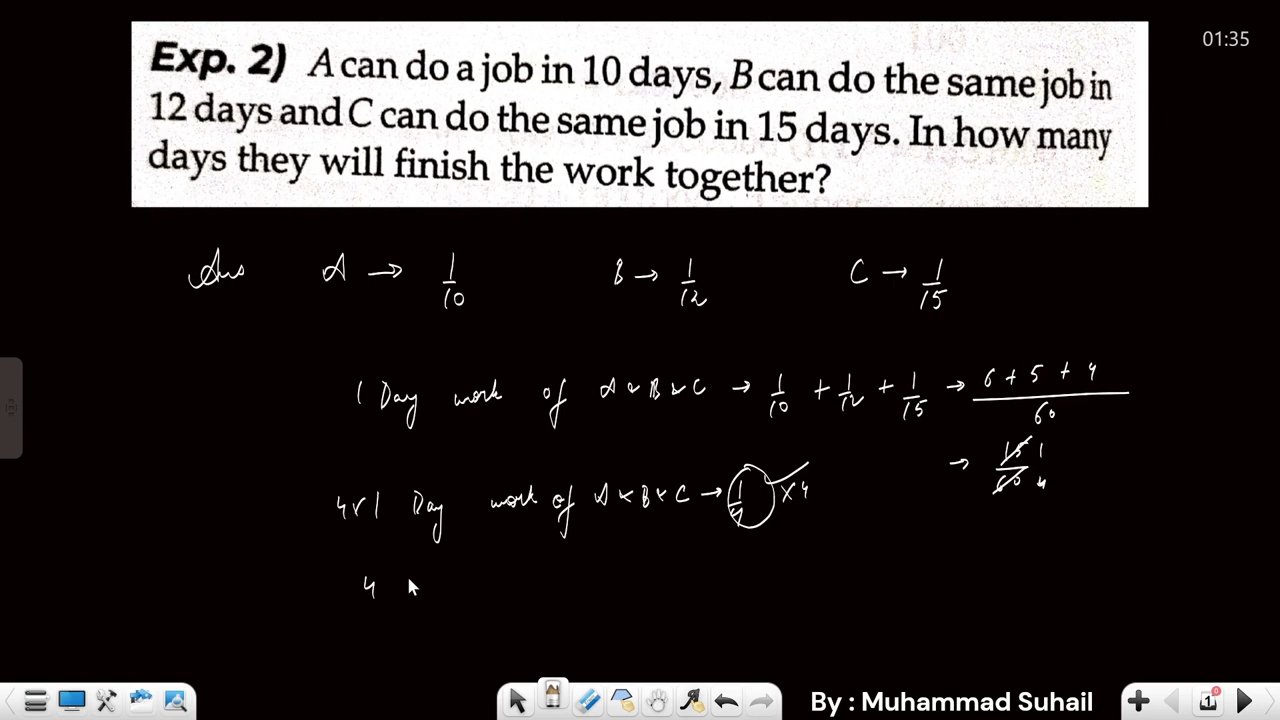 01:35
Exp. 2) A can do a job in 10 days, B can do the same job in
12 days and C can do the same job in 15 days. In how many
days they will finish the work together?
Ans A → 1/10 B → 1/12 C → 1/15
1 Day work of A & B & C → 1/10 + 1/12 + 1/15 → 6 + 5 + 4 / 60
→ 15/60 1/4
4 x 1 Day work of A & B & C → 1/4 x 4
4
By : Muhammad Suhail
1